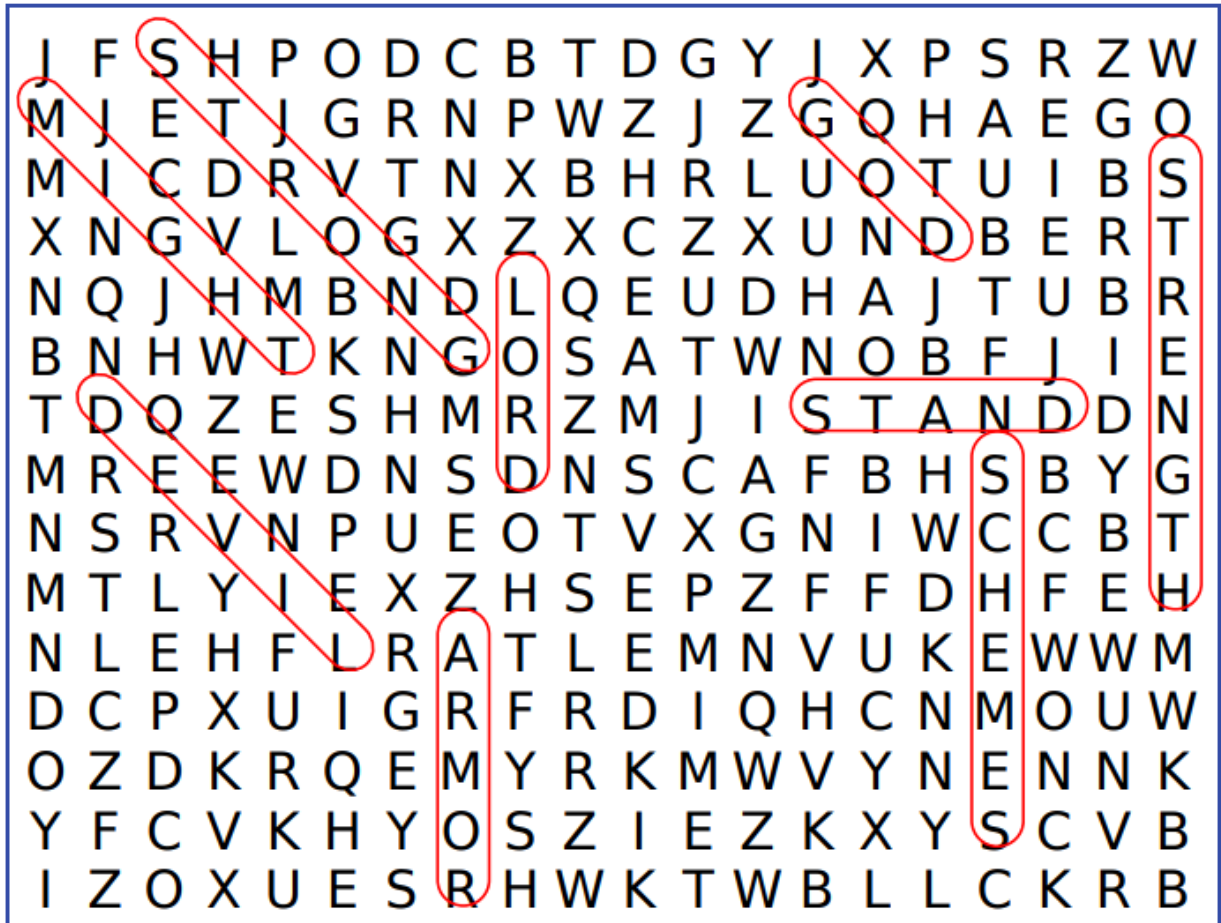 J F S H P O D C B T D G Y J X P S R Z W
M J E T J G R N P W Z J Z G Q H A E G O
M I C D R V T N X B H R L U O T U I B S
X N G V L O G X Z X C Z X U N D B E R T
N Q J H M B N D L Q E U D H A J T U B R
B N H W T K N G O S A T W N O B F J I E
T D Q Z E S H M R Z M J I S T A N D D N
M R E E W D N S D N S C A F B H S B Y G
N S R V N P U E O T V X G N I W C C B T
M T L Y I E X Z H S E P Z F F D H F E H
N L E H F L R A T L E M N V U K E W W M
D C P X U I G R F R D I Q H C N M O U W
O Z D K R Q E M Y R K M W V Y N E N N K
Y F C V K H Y O S Z I E Z K X Y S C V B
I Z O X U E S R H W K T W B L L C K R B